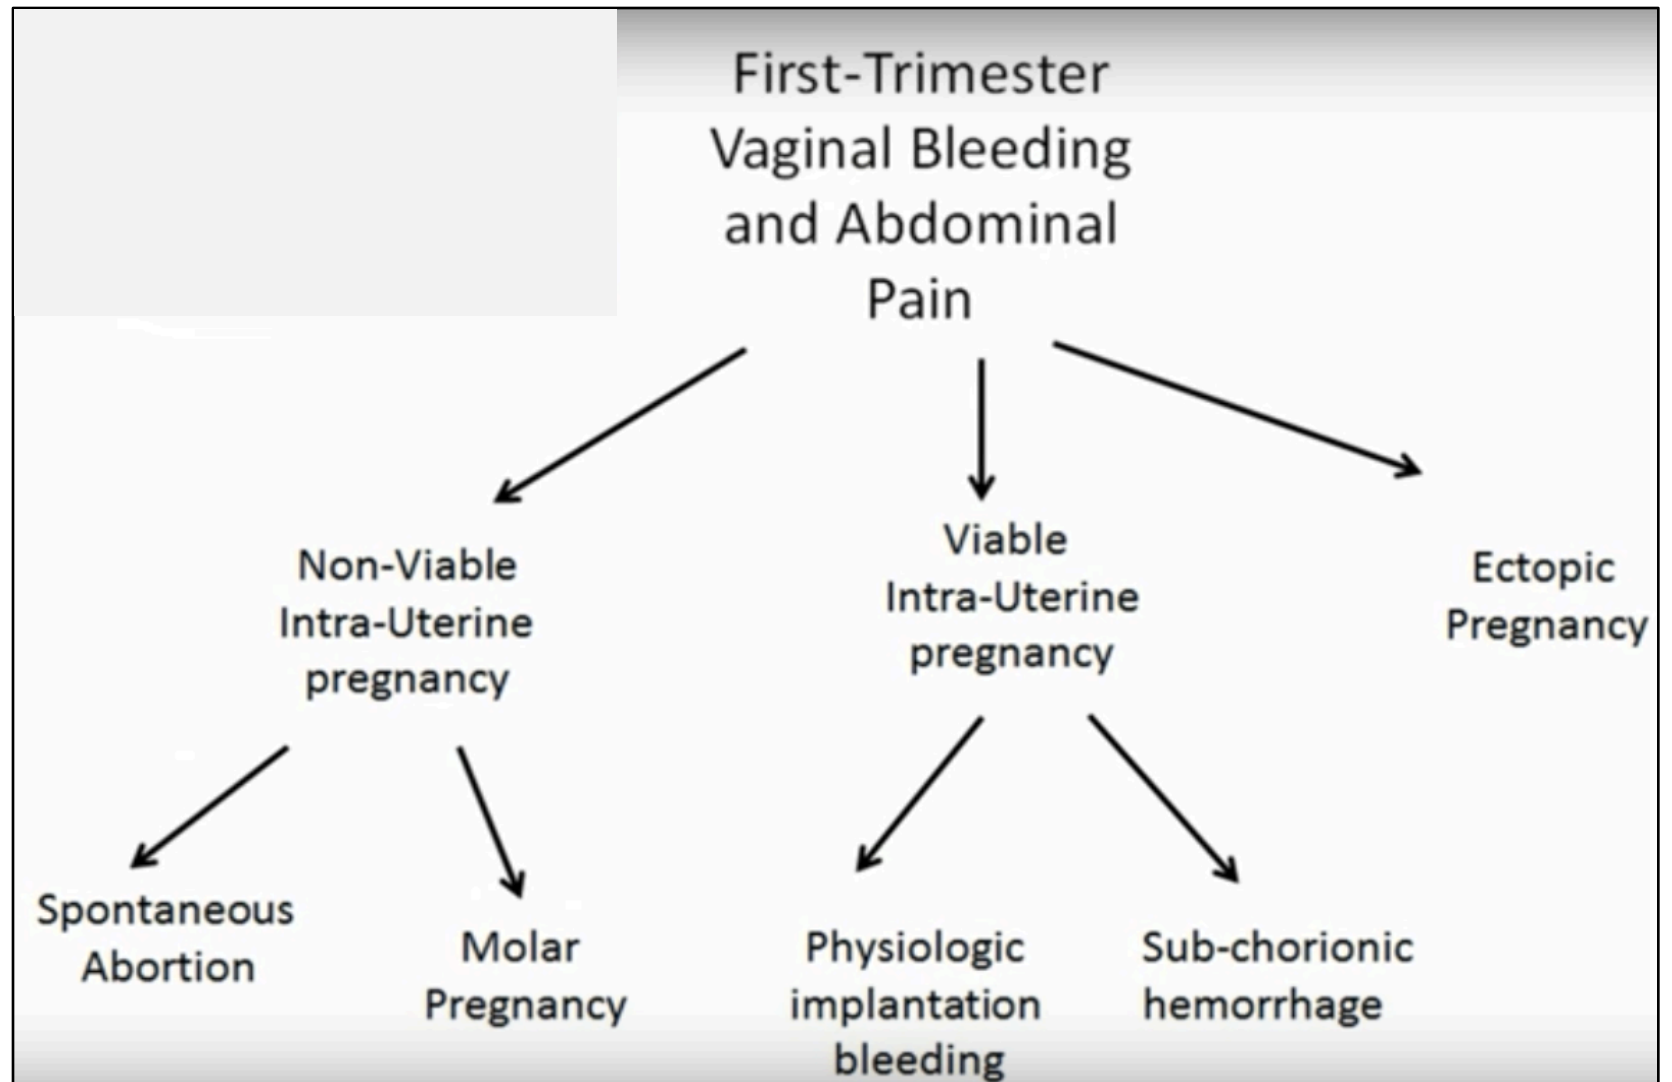 First-Trimester
Vaginal Bleeding
and Abdominal
Pain
Non-Viable
Intra-Uterine
pregnancy
Viable
Intra-Uterine
pregnancy
Ectopic
Pregnancy
Spontaneous
Abortion
Molar
Pregnancy
Physiologic
implantation
bleeding
Sub-chorionic
hemorrhage